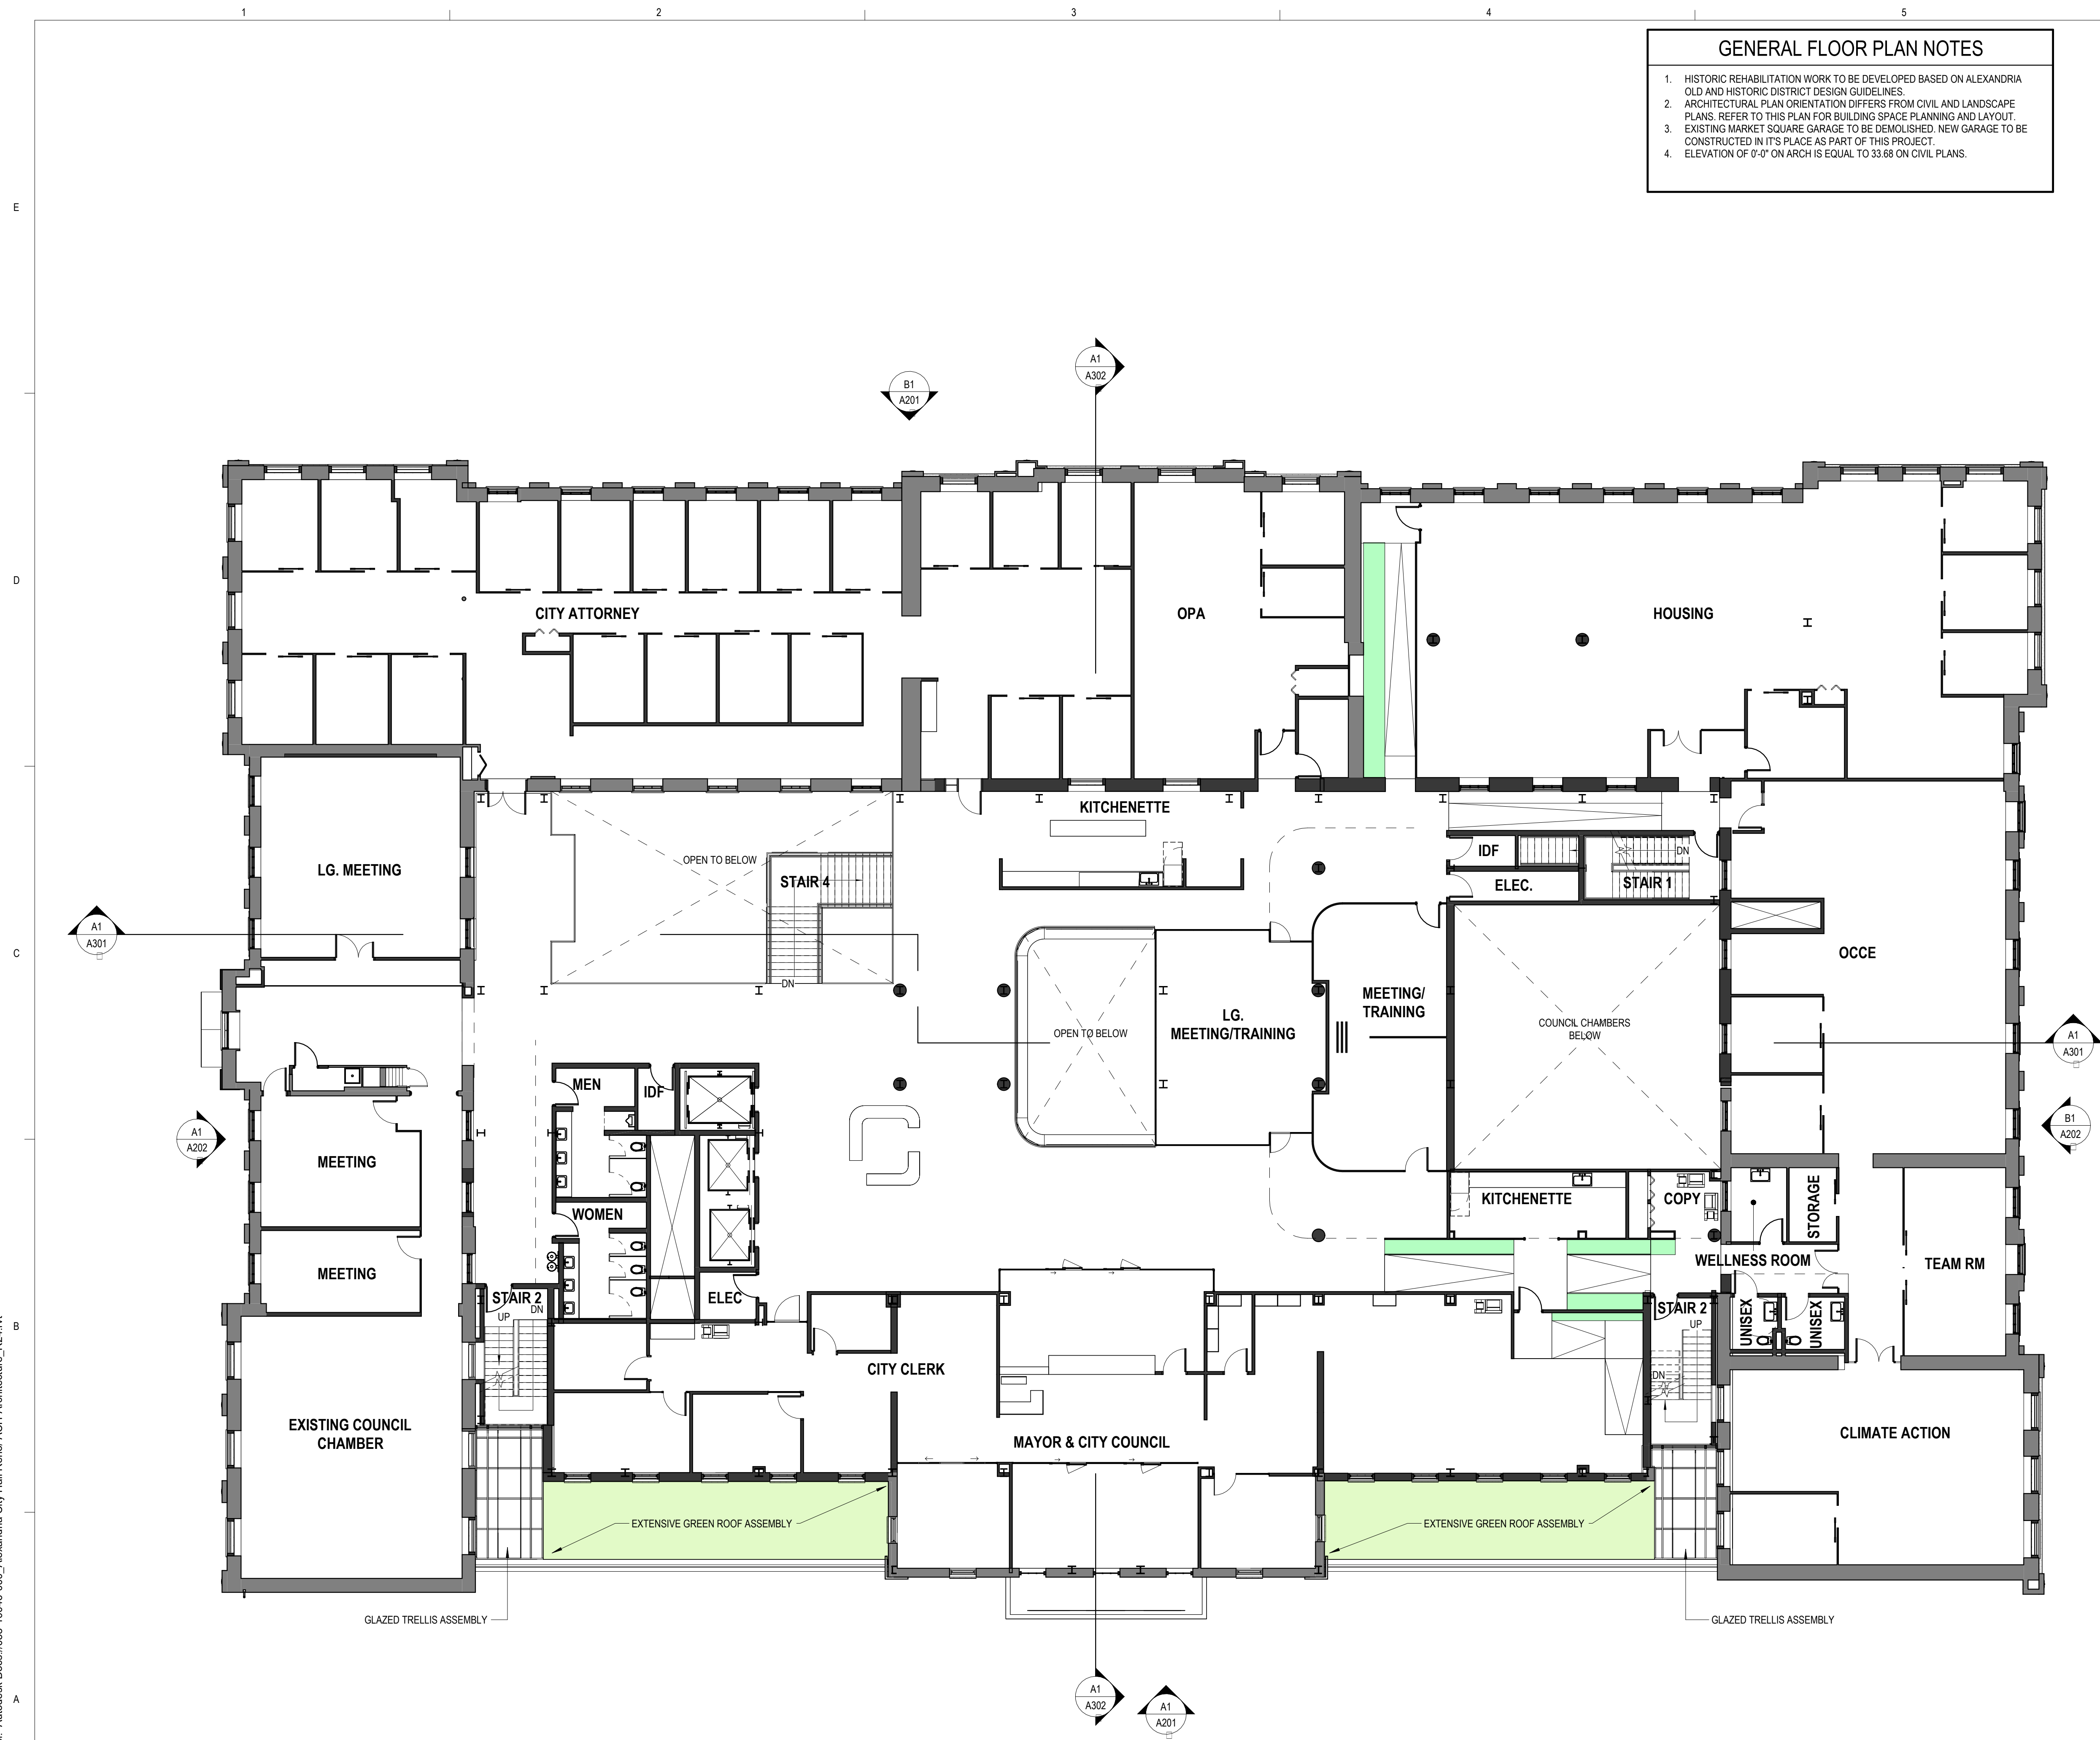 1 2 3 4 5
GENERAL FLOOR PLAN NOTES
1. HISTORIC REHABILITATION WORK TO BE DEVELOPED BASED ON ALEXANDRIA
OLD AND HISTORIC DISTRICT DESIGN GUIDELINES.
2. ARCHITECTURAL PLAN ORIENTATION DIFFERS FROM CIVIL AND LANDSCAPE
PLANS. REFER TO THIS PLAN FOR BUILDING SPACE PLANNING AND LAYOUT.
3. EXISTING MARKET SQUARE GARAGE TO BE DEMOLISHED. NEW GARAGE TO BE
CONSTRUCTED IN IT'S PLACE AS PART OF THIS PROJECT.
4. ELEVATION OF 0'-0" ON ARCH IS EQUAL TO 33.68 ON CIVIL PLANS.
E
A1
A302
B1
A201
D
CITY ATTORNEY
OPA
HOUSING
KITCHENETTE
OPEN TO BELOW
STAIR 4
DN
LG. MEETING
IDF
ELEC.
DN
STAIR 1
A1
A301
C
OCCE
MEETING/
TRAINING
LG.
MEETING/TRAINING
OPEN TO BELOW
COUNCIL CHAMBERS
BELOW
A1
A301
MEN
IDF
A1
A202
B1
A202
MEETING
WOMEN
KITCHENETTE
COPY
STORAGE
WELLNESS ROOM
TEAM RM
MEETING
STAIR 2
DN
UP
ELEC
STAIR 2
UP
DN
UNISEX
UNISEX
B
CITY CLERK
EXISTING COUNCIL
CHAMBER
MAYOR & CITY COUNCIL
CLIMATE ACTION
EXTENSIVE GREEN ROOF ASSEMBLY
EXTENSIVE GREEN ROOF ASSEMBLY
GLAZED TRELLIS ASSEMBLY
GLAZED TRELLIS ASSEMBLY
A
A1
A302
A1
A201